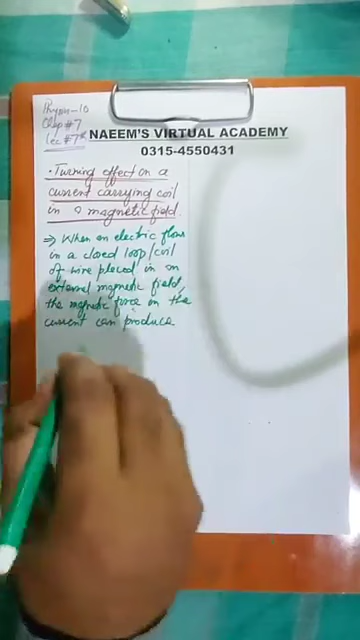 Physics-10
Chap#7
Lec#7
NAEEM'S VIRTUAL ACADEMY
0315-4550431
• Turning effect on a
current carrying coil
in a magnetic field.
⇒ When an electric flows
in a closed loop/coil
of wire placed in an
external magnetic field,
the magnetic force in the
current can produce